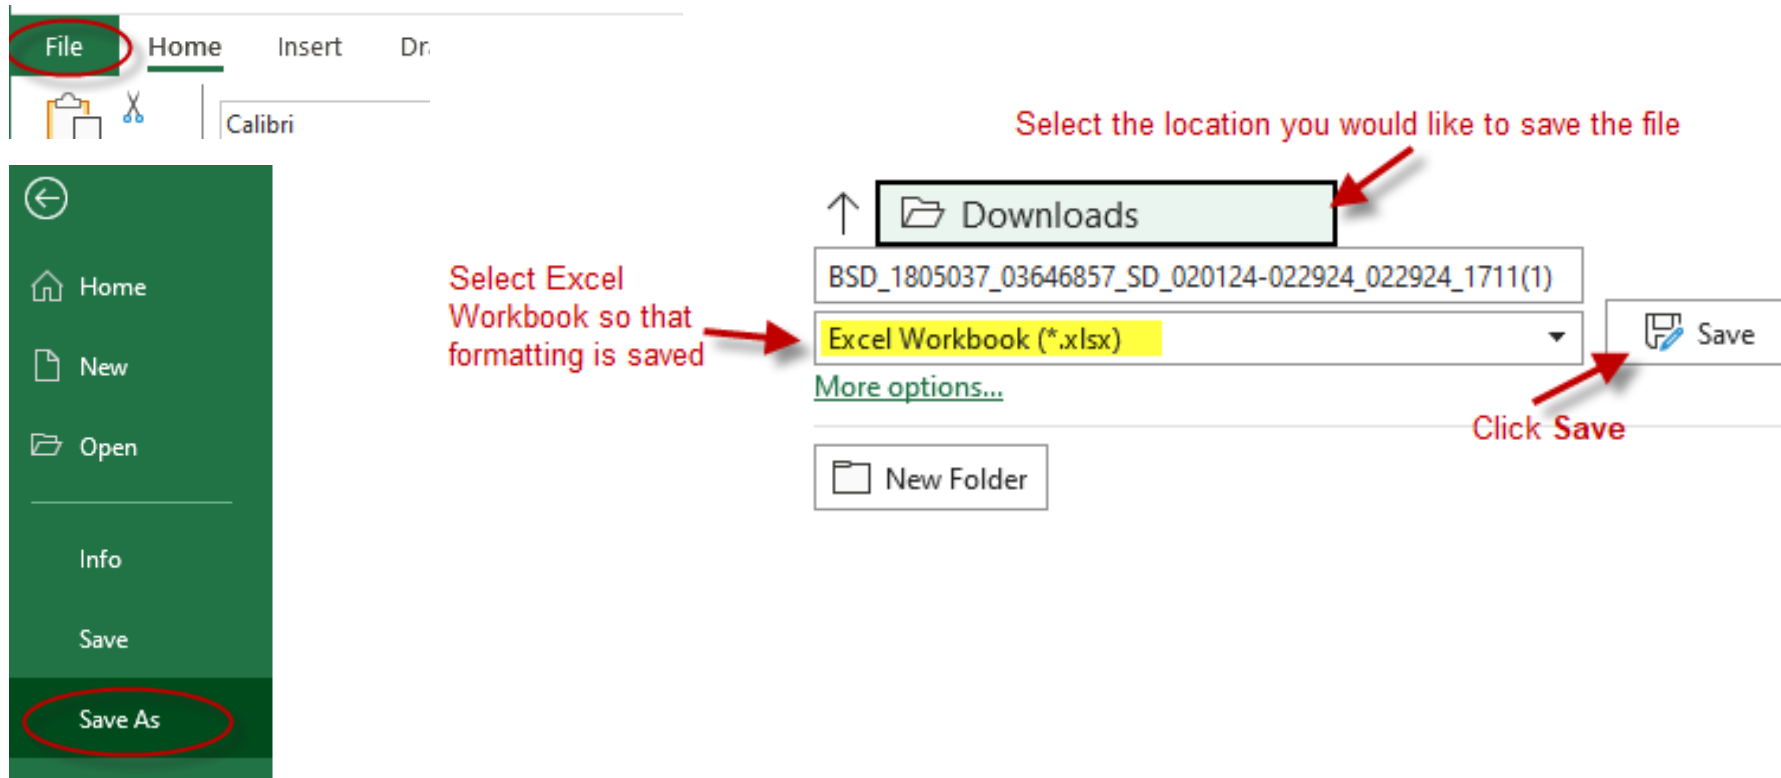 File Home Insert
Calibri
Home
New
Open
Info
Save
Save As
Select the location you would like to save the file
Downloads
BSD_1805037_03646857_SD_020124-022924_022924_1711(1)
Select Excel
Workbook so that
formatting is saved
Excel Workbook (*.xlsx)
Save
More options...
Click Save
New Folder